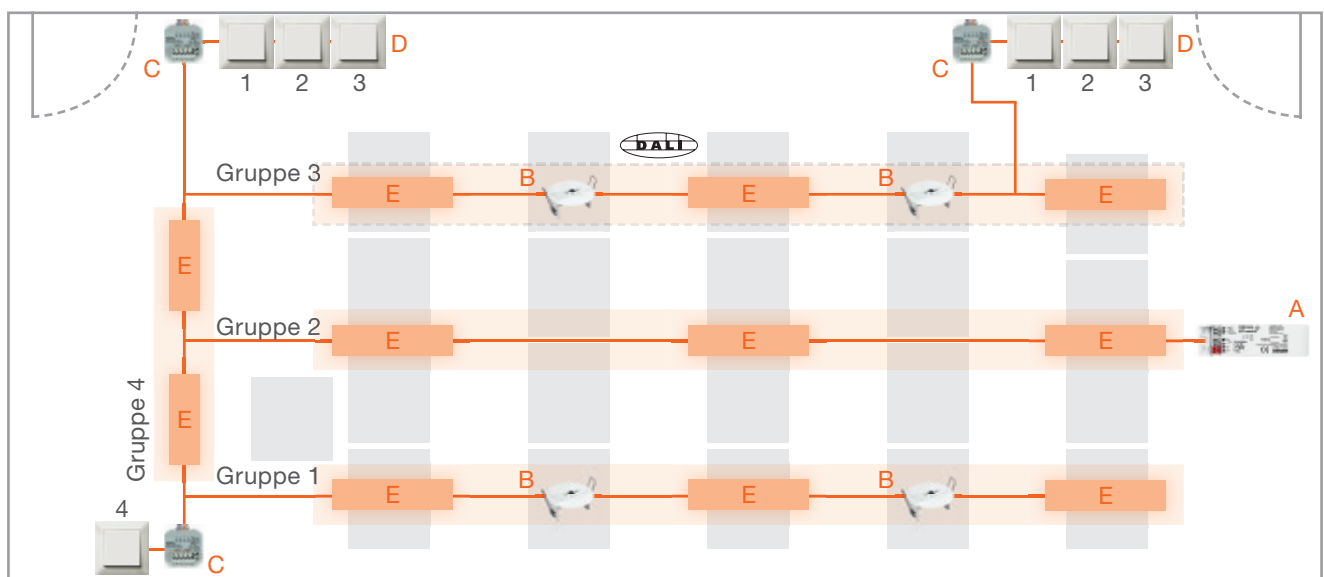 C
1 2 3
D
C
1 2 3
D
DALI
Gruppe 3
E B E B E
E
Gruppe 2
E E E
A
Gruppe 4
E
Gruppe 1
E B E B E
4
C